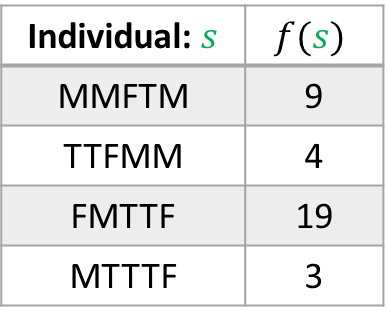 Individual: s f(s)
MMFTM 9
TTFMM 4
FMTTF 19
MTTTF 3